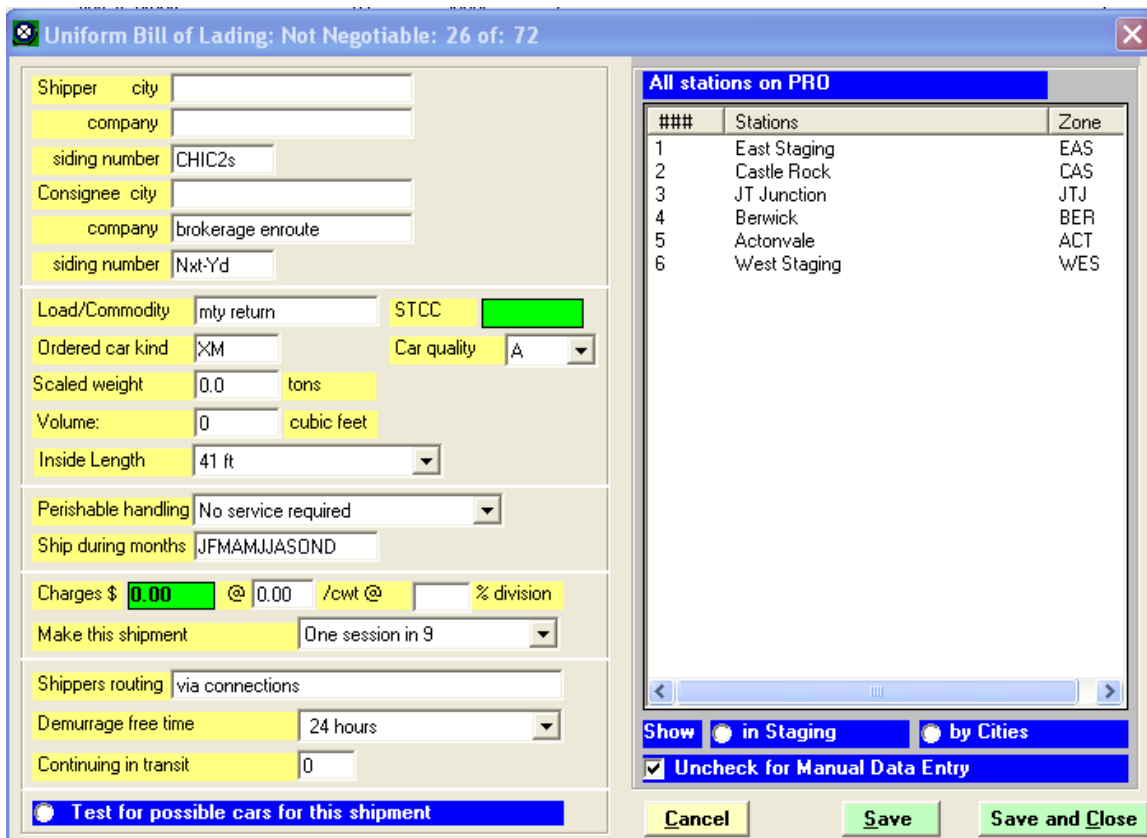 Uniform Bill of Lading: Not Negotiable: 26 of: 72
Shipper city
company
siding number CHIC2s
Consignee city
company brokerage enroute
siding number Nxt-Yd
Load/Commodity mty return STCC
Ordered car kind XM Car quality A
Scaled weight 0.0 tons
Volume: 0 cubic feet
Inside Length 41 ft
Perishable handling No service required
Ship during months JFMAMJJASOND
Charges $ 0.00 @ 0.00 /cwt @ % division
Make this shipment One session in 9
Shippers routing via connections
Demurrage free time 24 hours
Continuing in transit 0
Test for possible cars for this shipment
All stations on PRO
### Stations Zone
1 East Staging EAS
2 Castle Rock CAS
3 JT Junction JTJ
4 Berwick BER
5 Actonvale ACT
6 West Staging WES
Show in Staging by Cities
Uncheck for Manual Data Entry
Cancel Save Save and Close